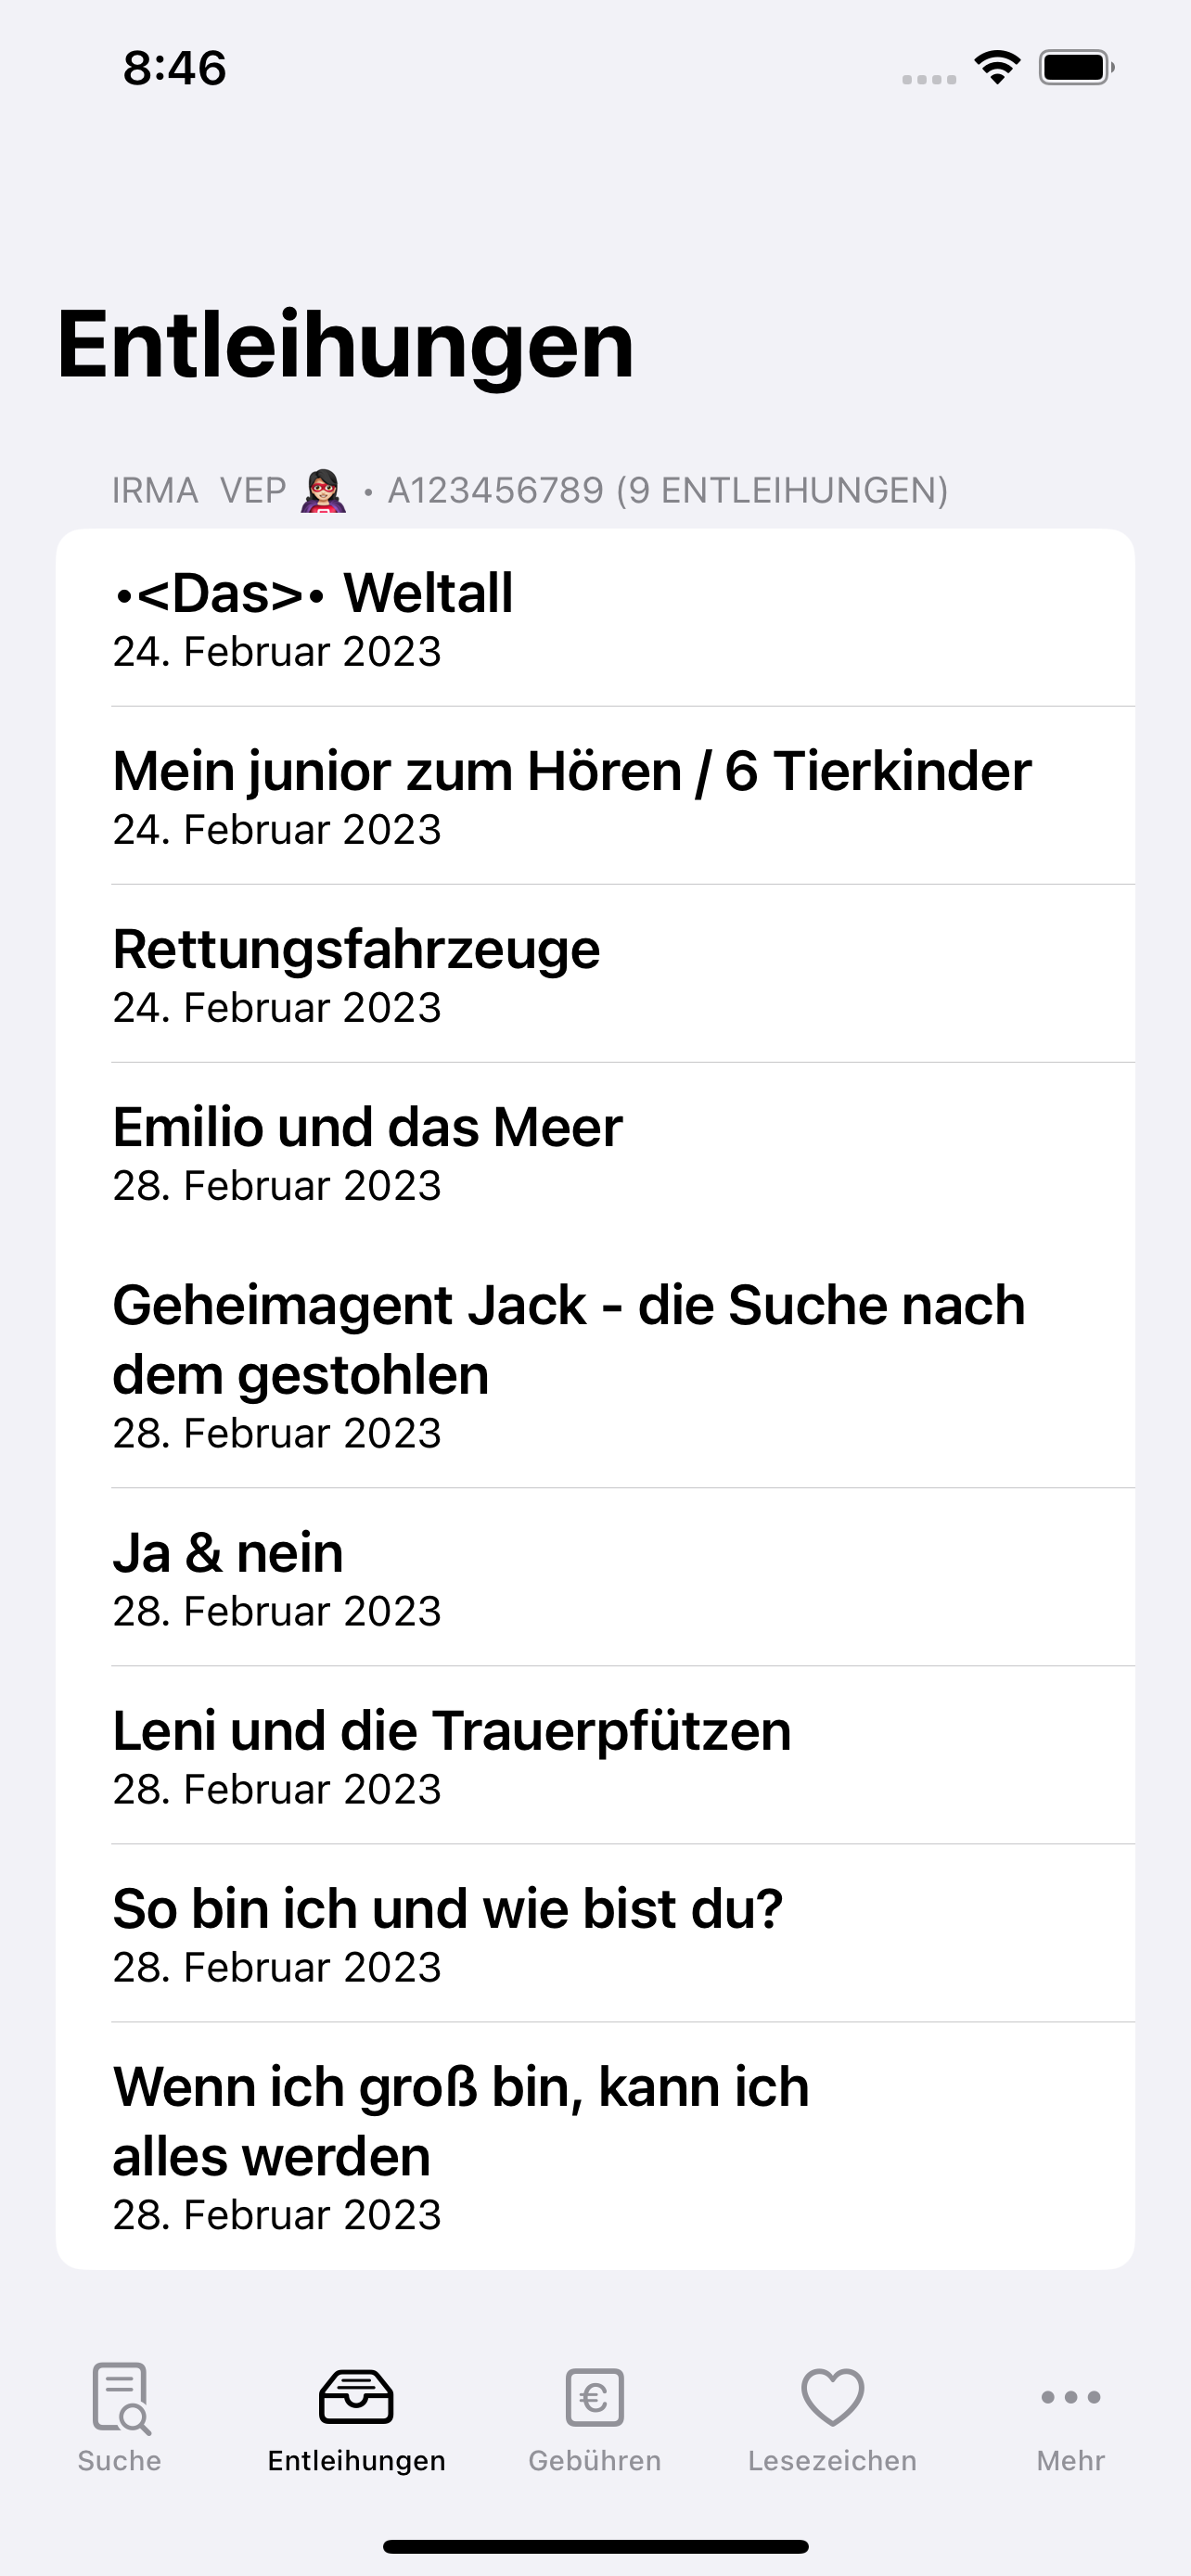 8:46
Entleihungen
IRMA VEP 🦹🏻‍♀️ • A123456789 (9 ENTLEIHUNGEN)
•<Das>• Weltall
24. Februar 2023
Mein junior zum Hören / 6 Tierkinder
24. Februar 2023
Rettungsfahrzeuge
24. Februar 2023
Emilio und das Meer
28. Februar 2023
Geheimagent Jack - die Suche nach
dem gestohlen
28. Februar 2023
Ja & nein
28. Februar 2023
Leni und die Trauerpfützen
28. Februar 2023
So bin ich und wie bist du?
28. Februar 2023
Wenn ich groß bin, kann ich
alles werden
28. Februar 2023
Suche Entleihungen Gebühren Lesezeichen Mehr